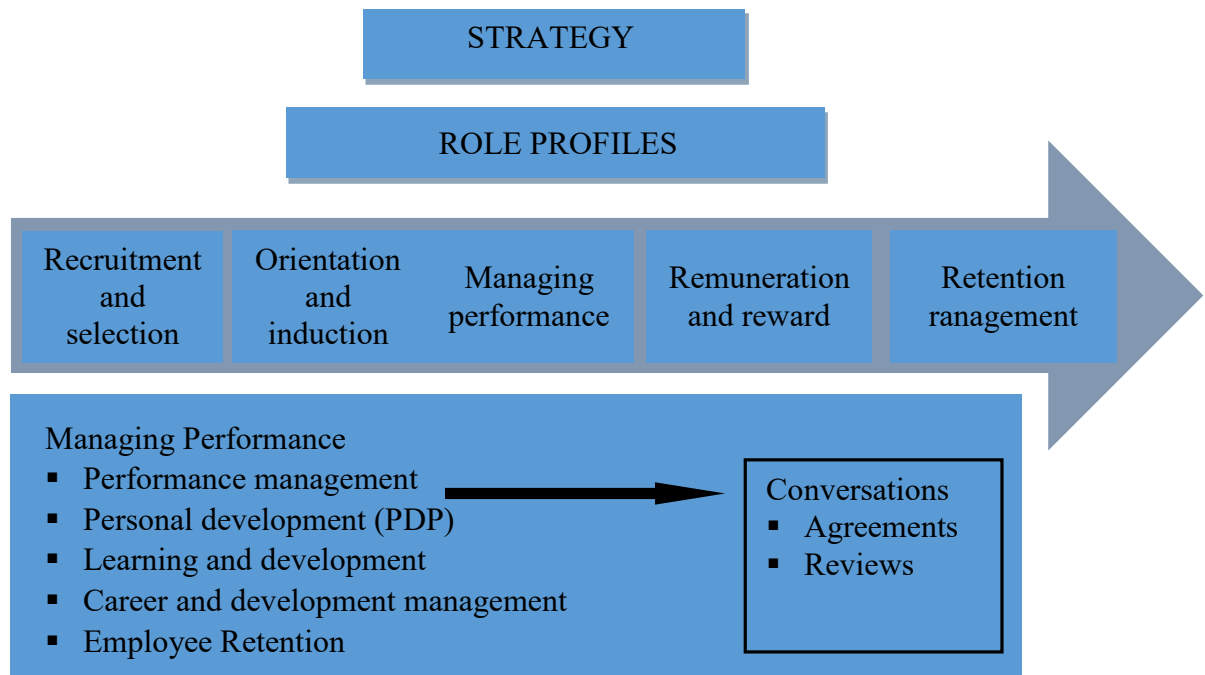 STRATEGY
ROLE PROFILES
Recruitment
and
selection
Orientation
and
induction
Managing
performance
Remuneration
and reward
Retention
ranagement
Managing Performance
▪ Performance management
▪ Personal development (PDP)
▪ Learning and development
▪ Career and development management
▪ Employee Retention
Conversations
▪ Agreements
▪ Reviews